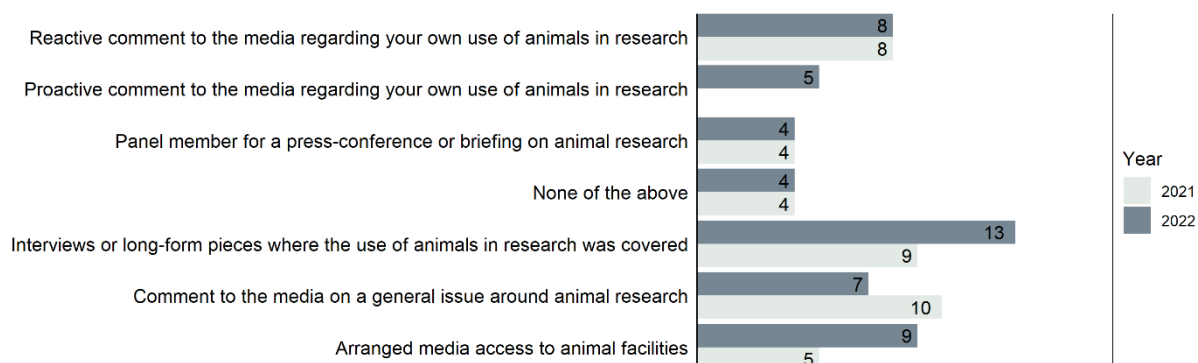 Reactive comment to the media regarding your own use of animals in research
8
8
Proactive comment to the media regarding your own use of animals in research
5
Panel member for a press-conference or briefing on animal research
4
4
None of the above
4
4
Interviews or long-form pieces where the use of animals in research was covered
13
9
Comment to the media on a general issue around animal research
7
10
Arranged media access to animal facilities
9
5
Year
2021
2022